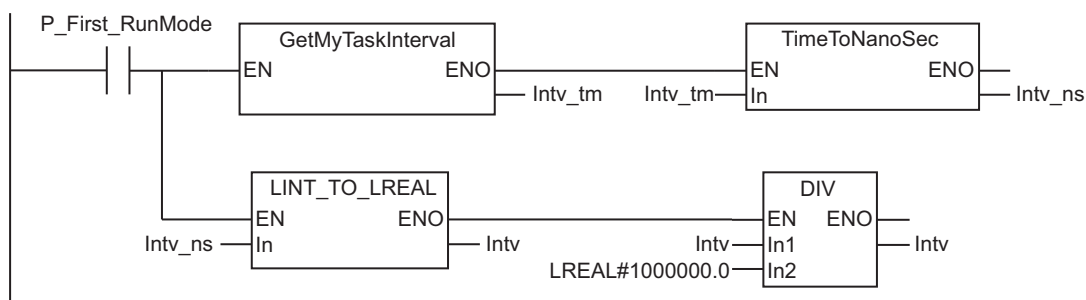 P_First_RunMode
GetMyTaskInterval
TimeToNanoSec
EN ENO
EN ENO
Intv_tm
Intv_tm
In
Intv_ns
LINT_TO_LREAL
DIV
EN ENO
EN ENO
Intv_ns
In
Intv
Intv
In1
Intv
LREAL#1000000.0
In2